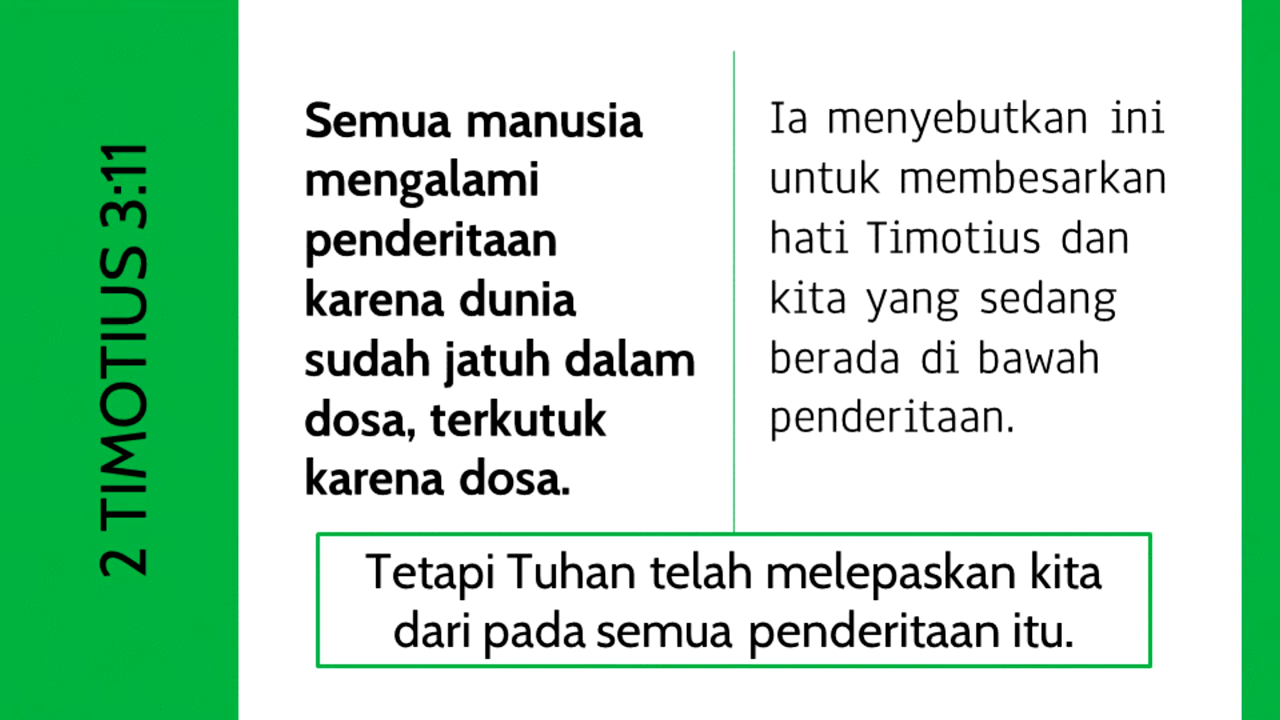 2 TIMOTIUS 3:11
Semua manusia
mengalami
penderitaan
karena dunia
sudah jatuh dalam
dosa, terkutuk
karena dosa.
Ia menyebutkan ini
untuk membesarkan
hati Timotius dan
kita yang sedang
berada di bawah
penderitaan.
Tetapi Tuhan telah melepaskan kita
dari pada semua penderitaan itu.